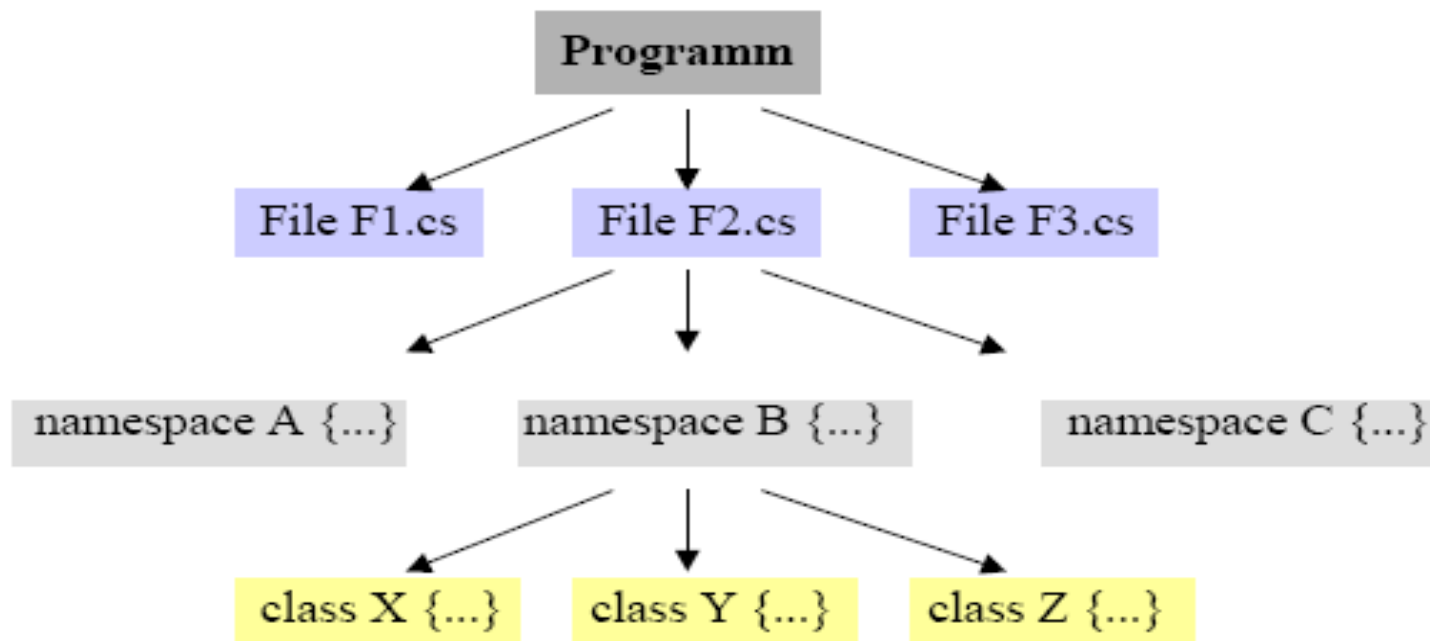 Programm
File F1.cs File F2.cs File F3.cs
namespace A {...} namespace B {...} namespace C {...}
class X {...} class Y {...} class Z {...}